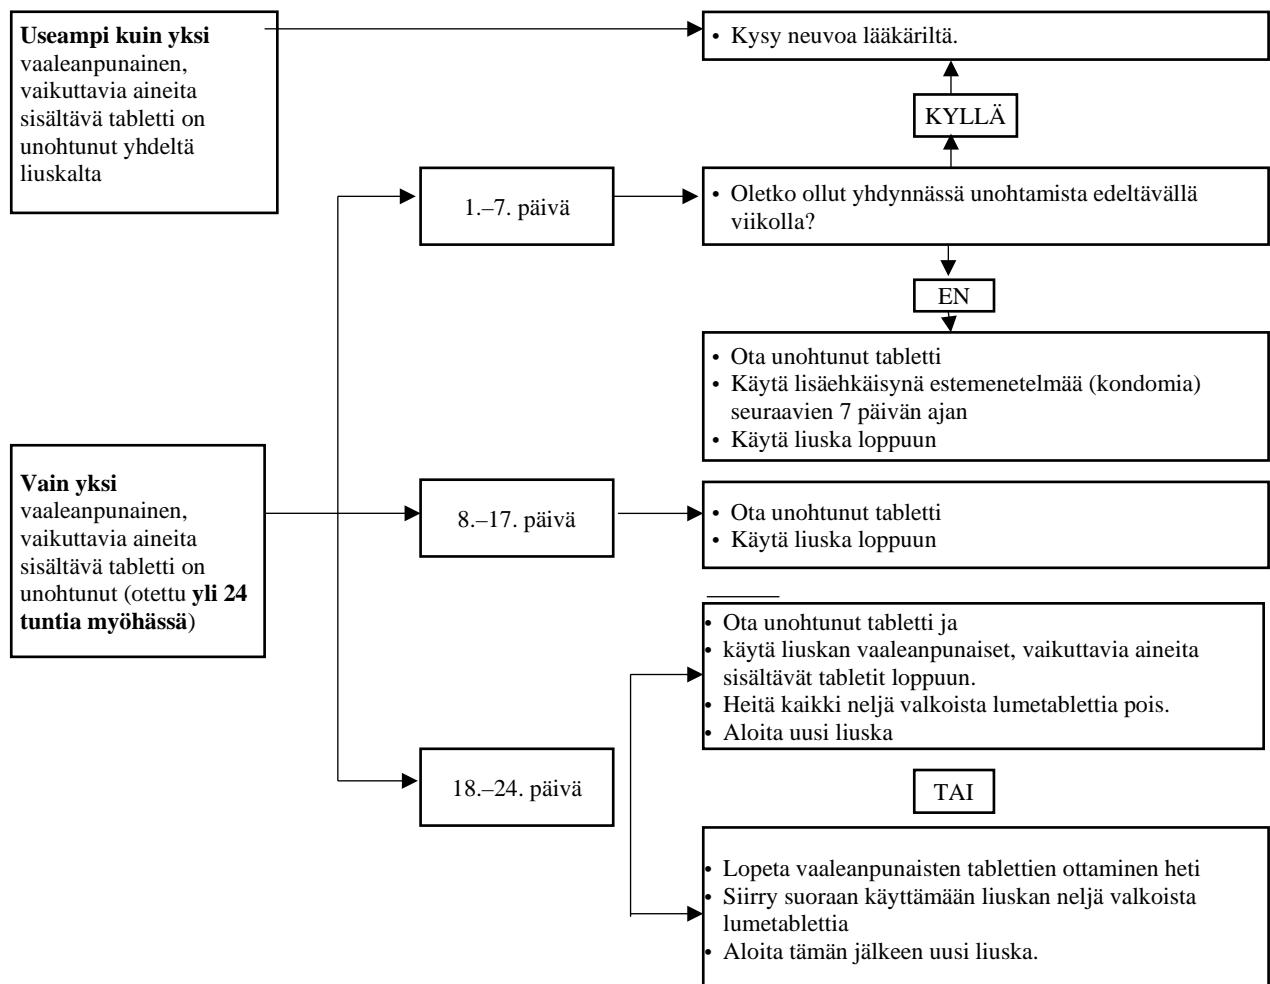 Useampi kuin yksi
vaaleanpunainen,
vaikuttavia aineita
sisältävä tabletti on
unohtunut yhdeltä
liuskalta
• Kysy neuvoa lääkäriltä.
KYLLÄ
1.–7. päivä
• Oletko ollut yhdynnässä unohtamista edeltävällä
viikolla?
EN
• Ota unohtunut tabletti
• Käytä lisäehkäisynä estemenetelmää (kondomia)
seuraavien 7 päivän ajan
• Käytä liuska loppuun
Vain yksi
vaaleanpunainen,
vaikuttavia aineita
sisältävä tabletti on
unohtunut (otettu yli 24
tuntia myöhässä)
8.–17. päivä
• Ota unohtunut tabletti
• Käytä liuska loppuun
18.–24. päivä
• Ota unohtunut tabletti ja
• käytä liuskan vaaleanpunaiset, vaikuttavia aineita
sisältävät tabletit loppuun.
• Heitä kaikki neljä valkoista lumetablettia pois.
• Aloita uusi liuska
TAI
• Lopeta vaaleanpunaisten tablettien ottaminen heti
• Siirry suoraan käyttämään liuskan neljä valkoista
lumetablettia
• Aloita tämän jälkeen uusi liuska.